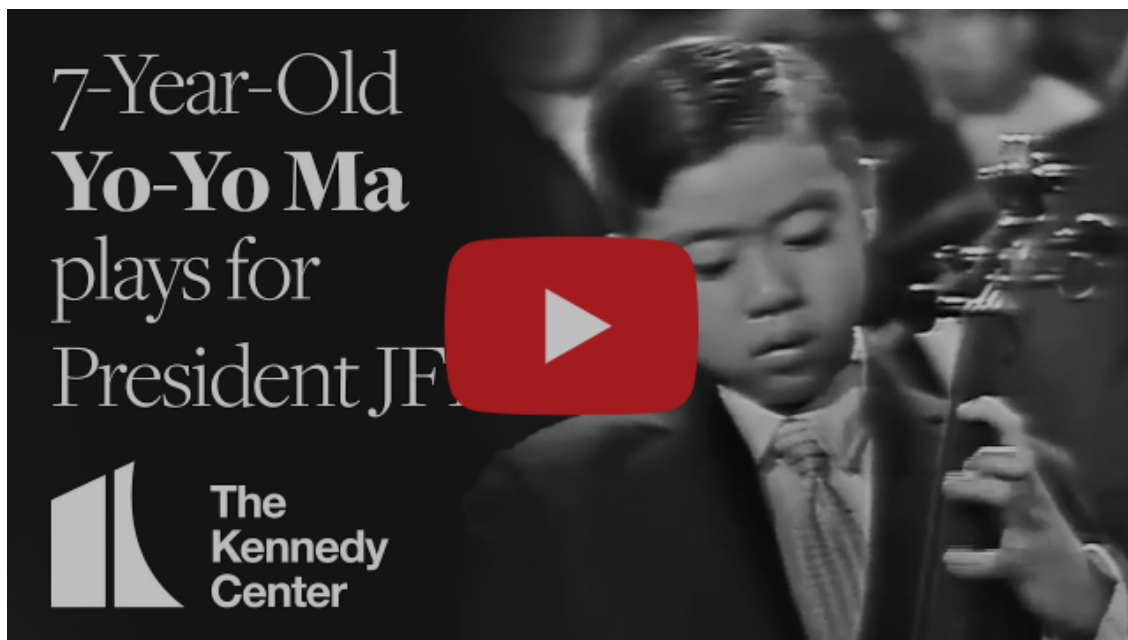 7-Year-Old
Yo-Yo Ma
plays for
President JF
The
Kennedy
Center